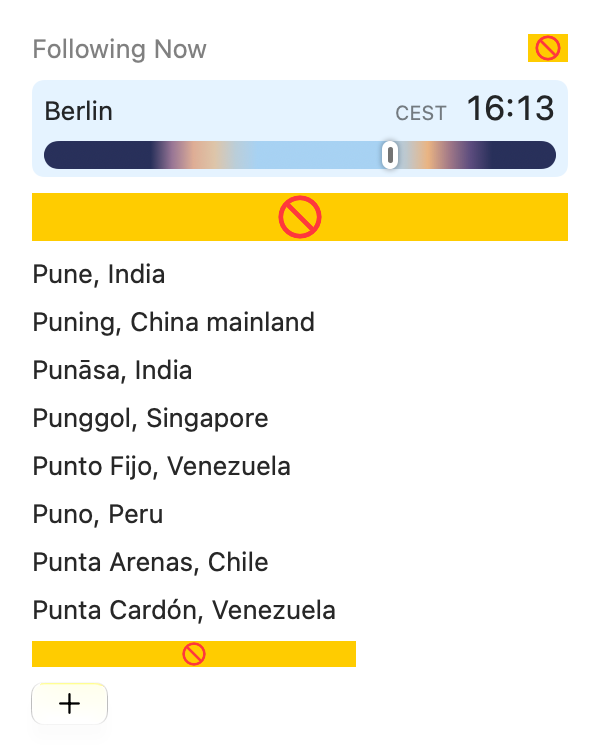 Following Now
Berlin CEST 16:13
Pune, India
Puning, China mainland
Punāsa, India
Punggol, Singapore
Punto Fijo, Venezuela
Puno, Peru
Punta Arenas, Chile
Punta Cardón, Venezuela
+